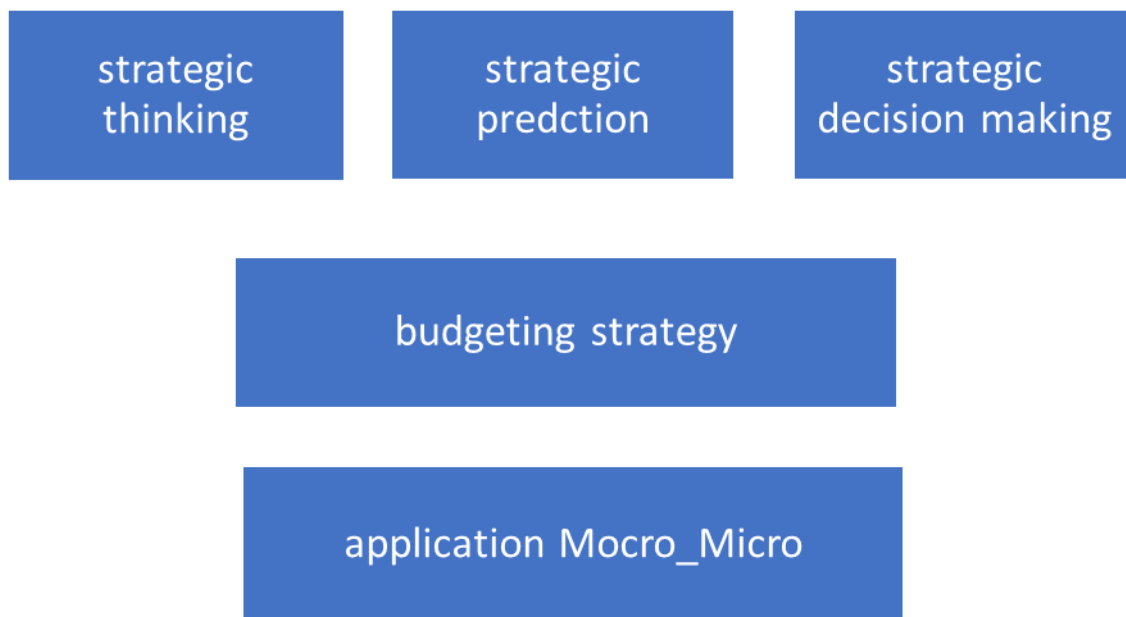 strategic
thinking
strategic
predction
strategic
decision making
budgeting strategy
application Mocro_Micro